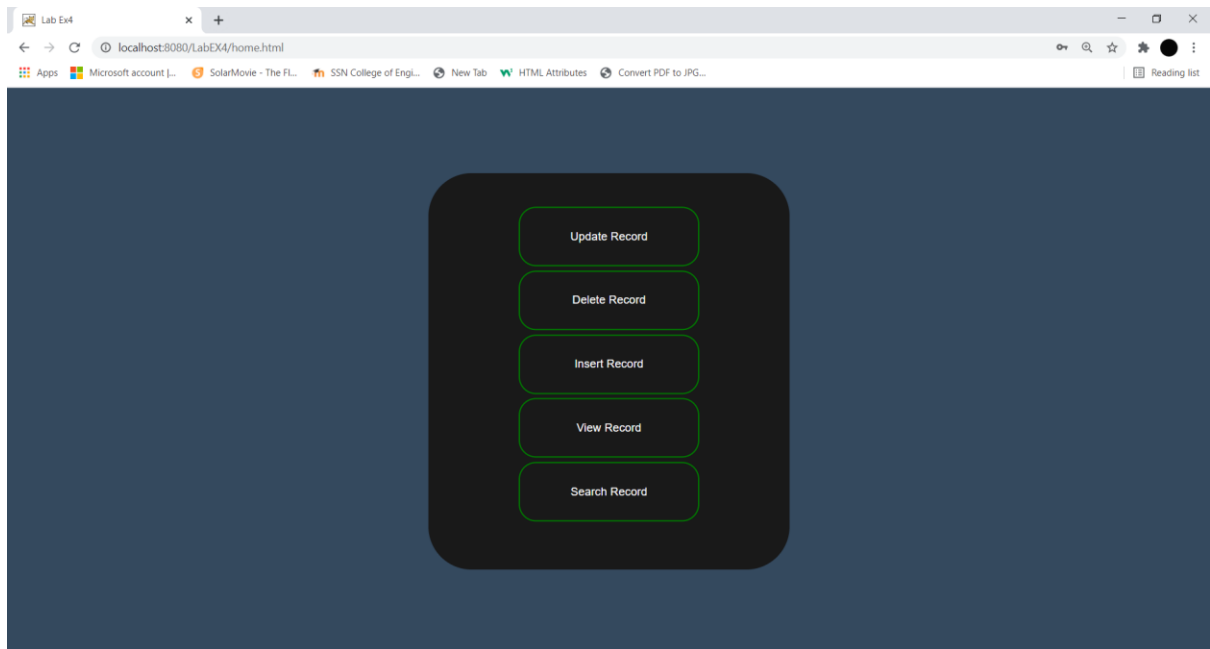 Lab Ex4
localhost:8080/LabEX4/home.html
Apps Microsoft account |... SolarMovie - The Fl... SSN College of Engi... New Tab HTML Attributes Convert PDF to JPG... Reading list
Update Record
Delete Record
Insert Record
View Record
Search Record